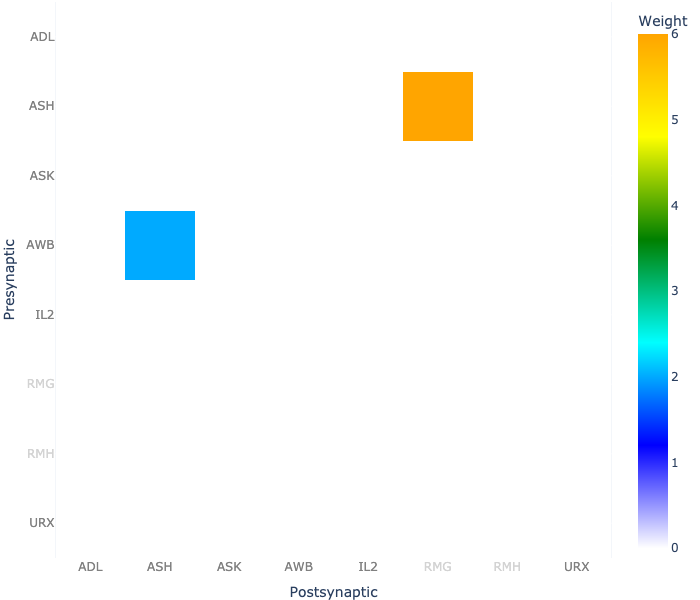 Weight
ADL
ASH
ASK
AWB
IL2
RMG
RMH
URX
Presynaptic
ADL ASH ASK AWB IL2 RMG RMH URX
Postsynaptic
6
5
4
3
2
1
0